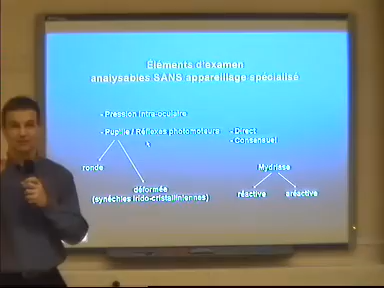 Éléments d'examen
analysables SANS appareillage spécialisé
- Pression intra-oculaire
- Pupille / Réflexes photomoteurs - Direct
- Consensuel
ronde
déformée
(synéchies irido-cristalliniennes)
Mydriase
réactive aréactive